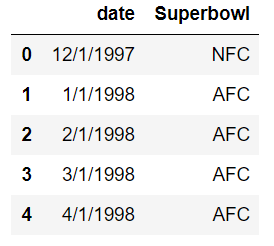 date Superbowl
0 12/1/1997 NFC
1 1/1/1998 AFC
2 2/1/1998 AFC
3 3/1/1998 AFC
4 4/1/1998 AFC